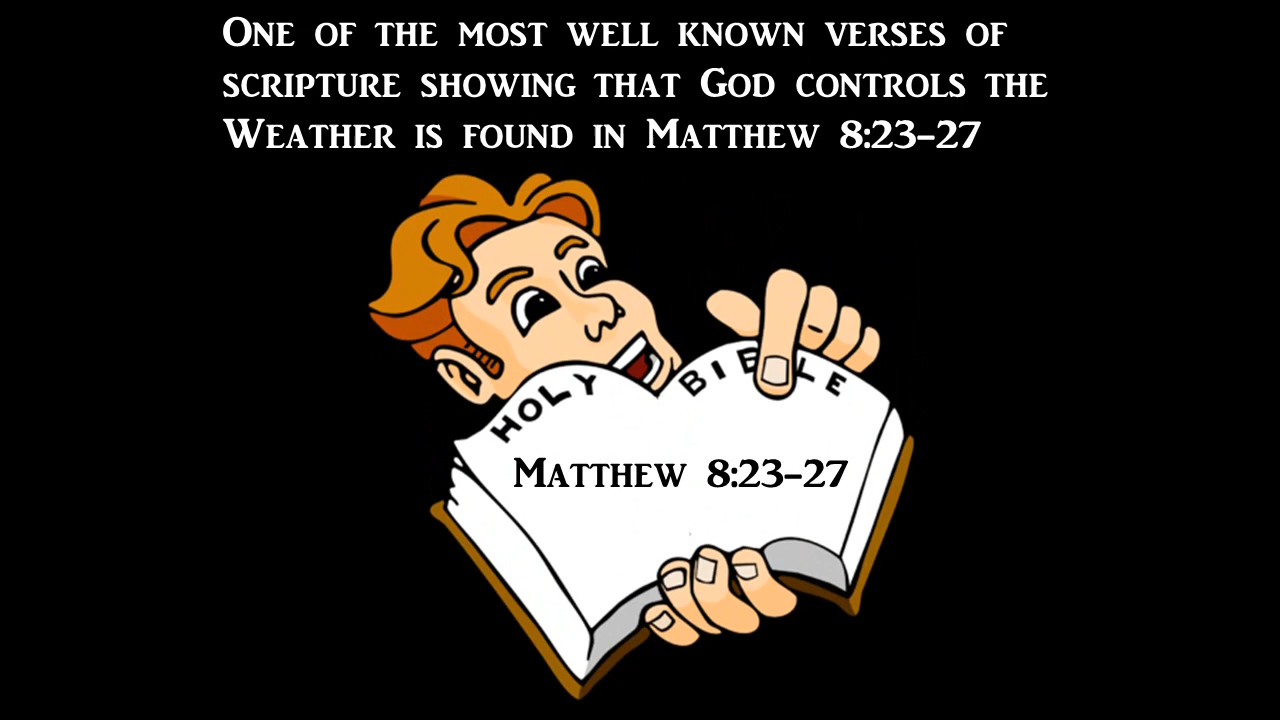 One of the most well known verses of
scripture showing that God controls the
Weather is found in Matthew 8:23-27
HOLY BIBLE
Matthew 8:23-27